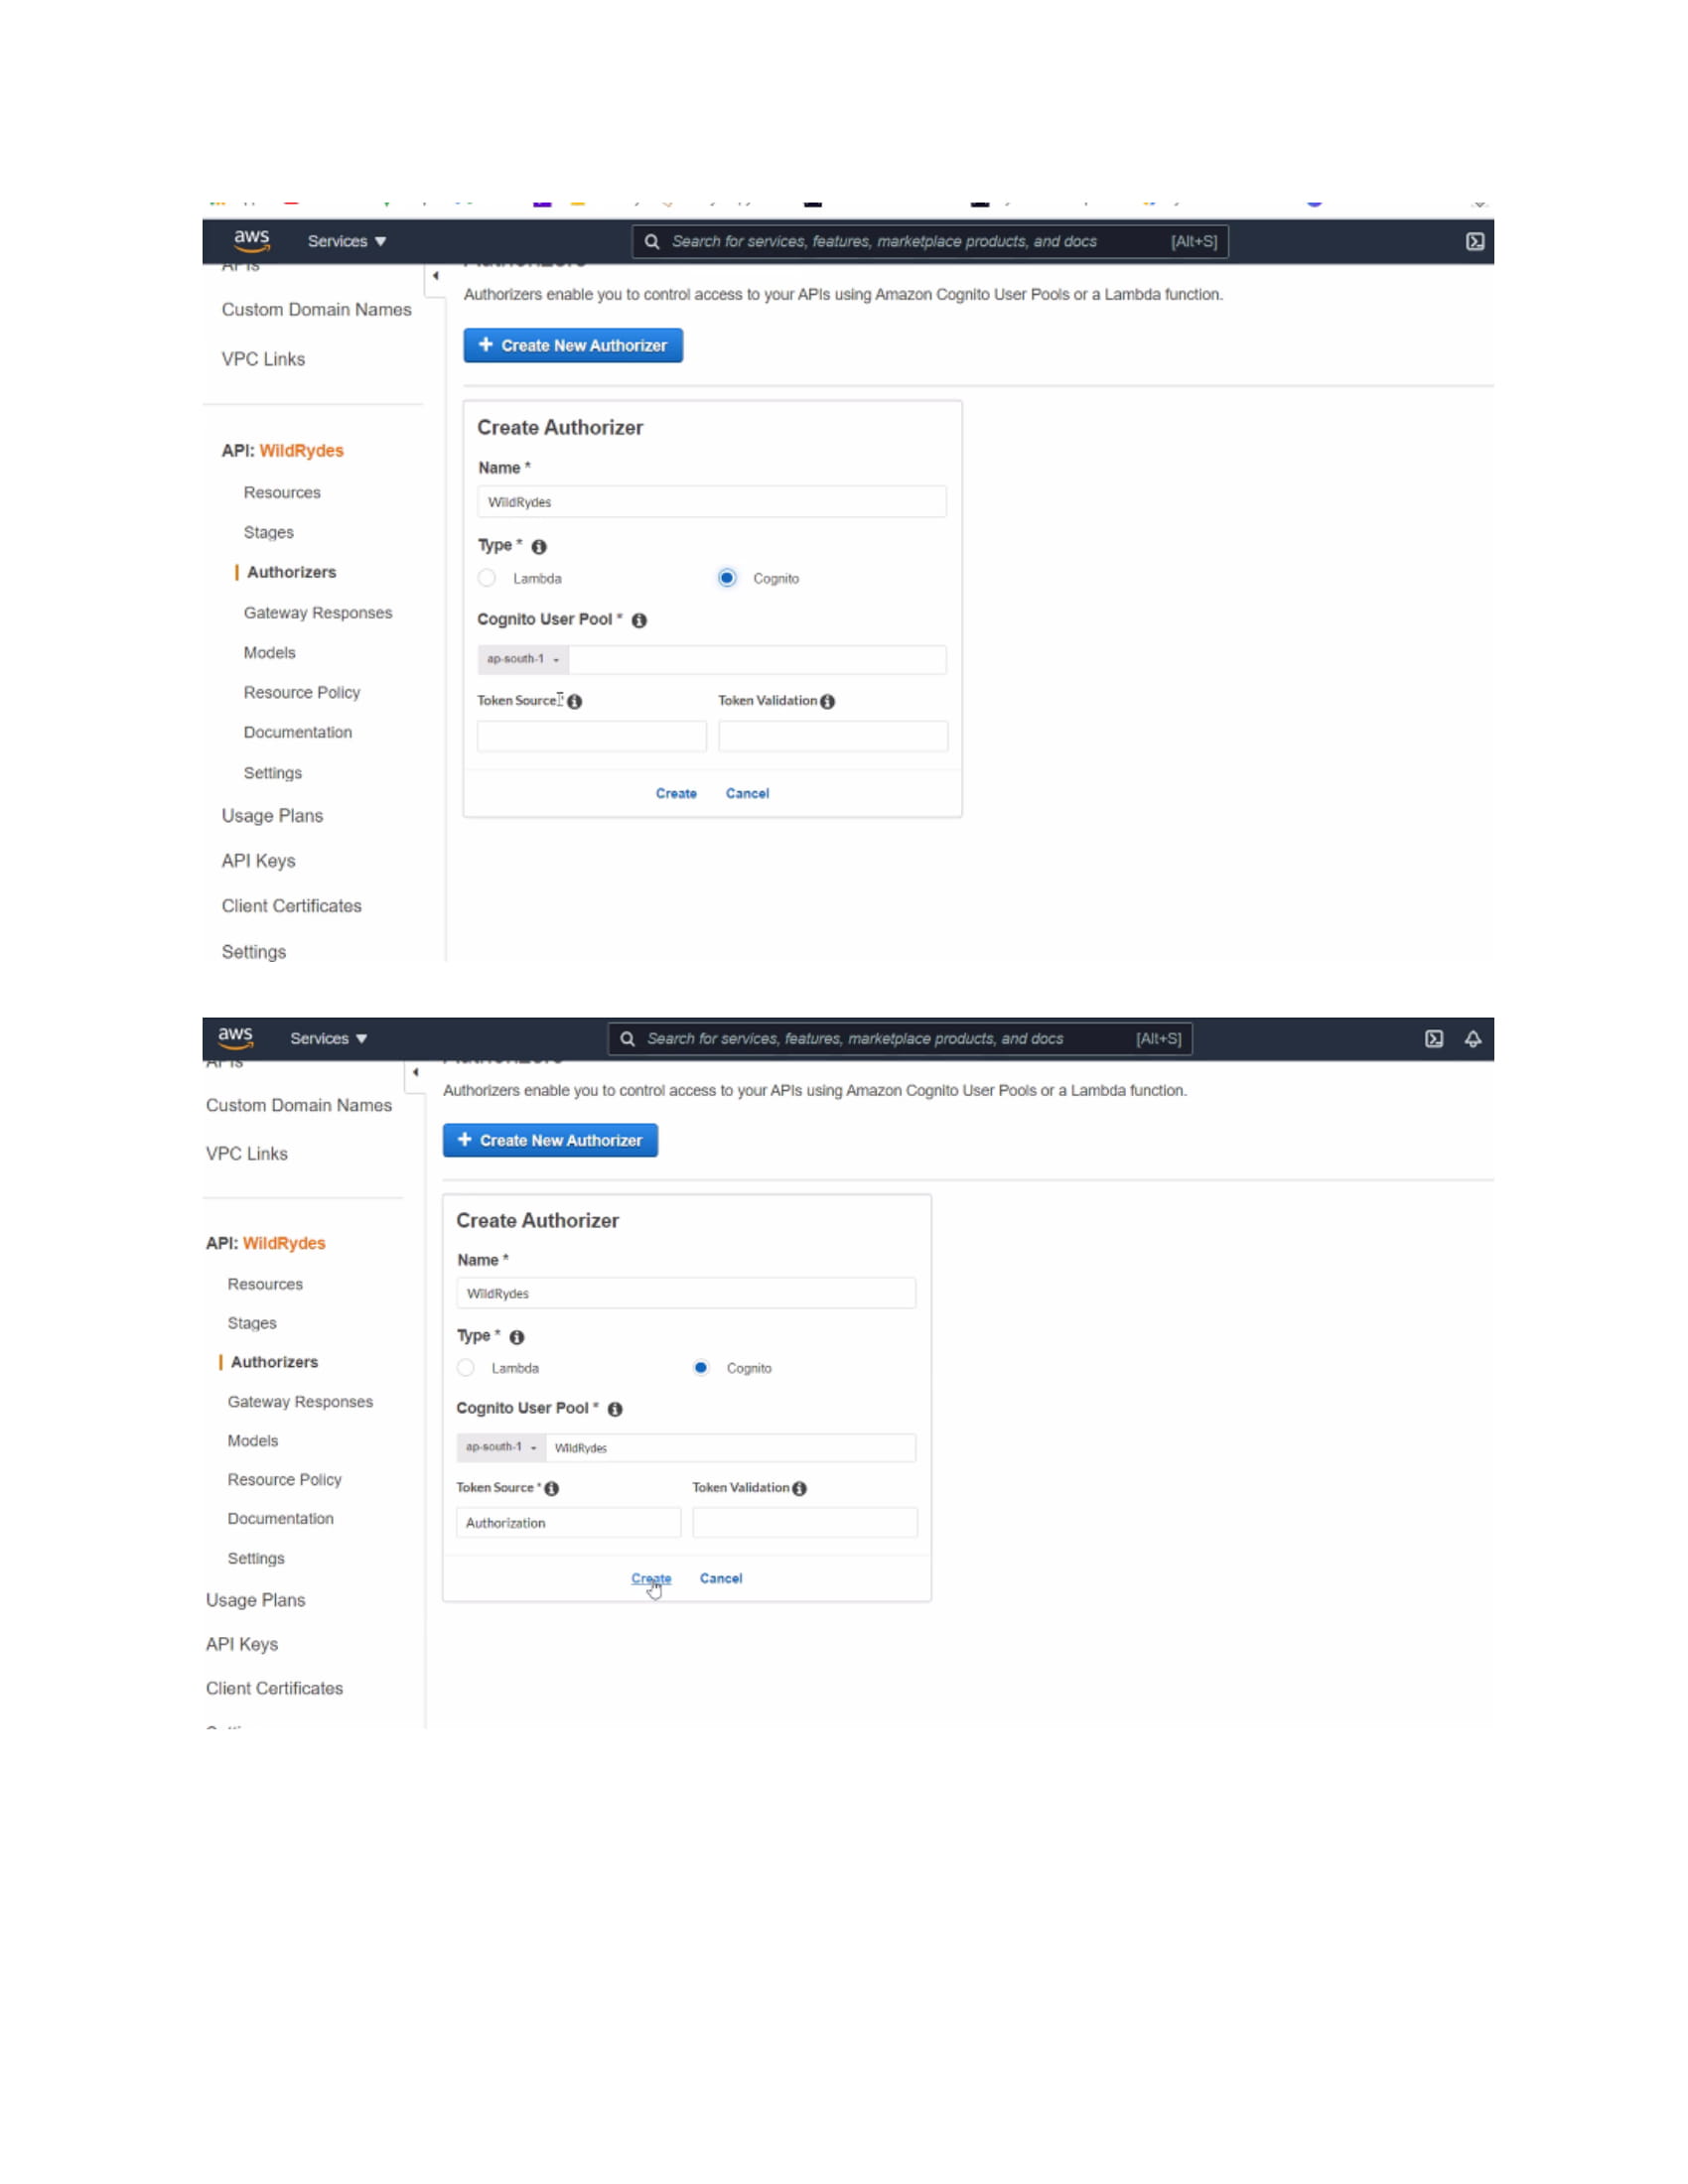 aws Services ▼ Search for services, features, marketplace products, and docs [Alt+S]
APIs
Custom Domain Names
VPC Links
API: WildRydes
Resources
Stages
Authorizers
Gateway Responses
Models
Resource Policy
Documentation
Settings
Usage Plans
API Keys
Client Certificates
Settings
Authorizers
Authorizers enable you to control access to your APIs using Amazon Cognito User Pools or a Lambda function.
+ Create New Authorizer
Create Authorizer
Name *
WildRydes
Type *
Lambda Cognito
Cognito User Pool *
ap-south-1
Token Source * Token Validation
Create Cancel
aws Services ▼ Search for services, features, marketplace products, and docs [Alt+S]
APIs
Custom Domain Names
VPC Links
API: WildRydes
Resources
Stages
Authorizers
Gateway Responses
Models
Resource Policy
Documentation
Settings
Usage Plans
API Keys
Client Certificates
Authorizers
Authorizers enable you to control access to your APIs using Amazon Cognito User Pools or a Lambda function.
+ Create New Authorizer
Create Authorizer
Name *
WildRydes
Type *
Lambda Cognito
Cognito User Pool *
ap-south-1 WildRydes
Token Source * Token Validation
Authorization
Create Cancel